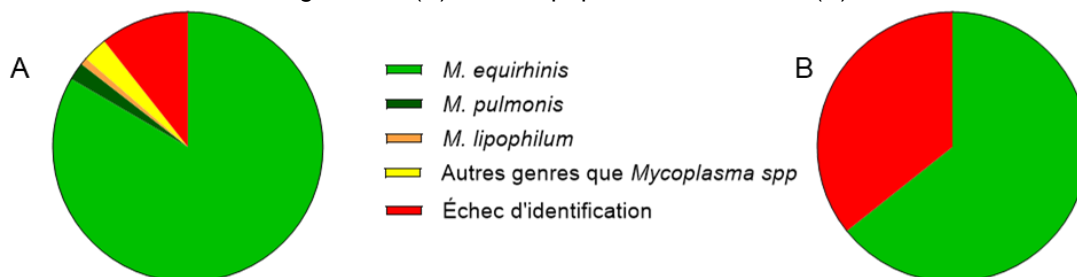 A
B
M. equirhinis
M. pulmonis
M. lipophilum
Autres genres que Mycoplasma spp
Échec d'identification